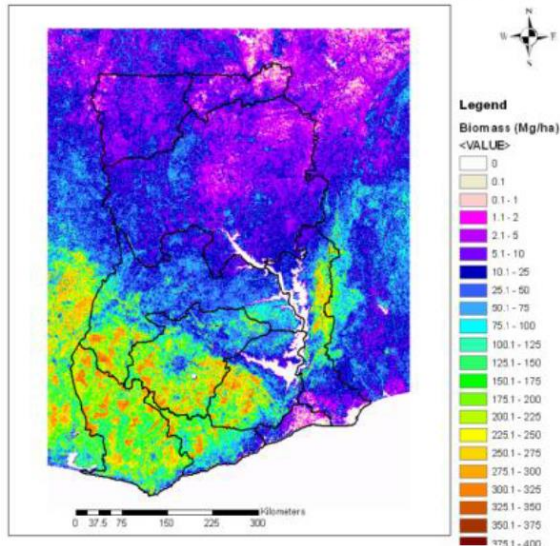 N
W E
S
Legend
Biomass (Mg/ha)
<VALUE>
0
0.1
0.1 - 1
1.1 - 2
2.1 - 5
5.1 - 10
10.1 - 25
25.1 - 50
50.1 - 75
75.1 - 100
100.1 - 125
125.1 - 150
150.1 - 175
175.1 - 200
200.1 - 225
225.1 - 250
250.1 - 275
275.1 - 300
300.1 - 325
325.1 - 350
350.1 - 375
375.1 - 400
Kilometers
0 37.5 75 150 225 300